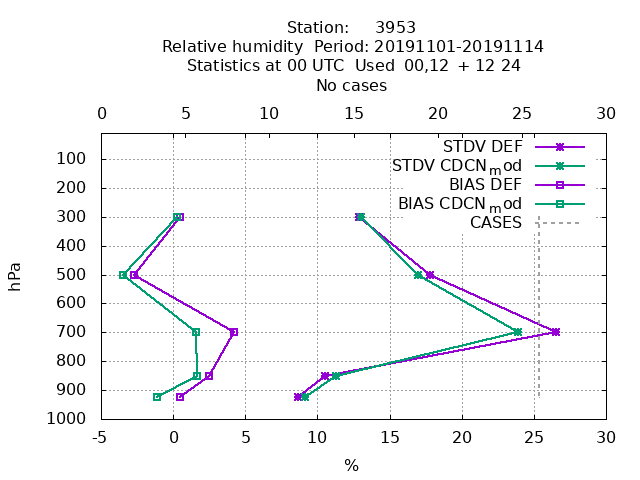 Station: 3953
Relative humidity Period: 20191101-20191114
Statistics at 00 UTC Used 00,12 + 12 24
No cases
0 5 10 15 20 25 30
STDV DEF
STDV CDCNmod
BIAS DEF
BIAS CDCNmod
CASES
100
200
300
400
500
600
700
800
900
1000
hPa
-5 0 5 10 15 20 25 30
%